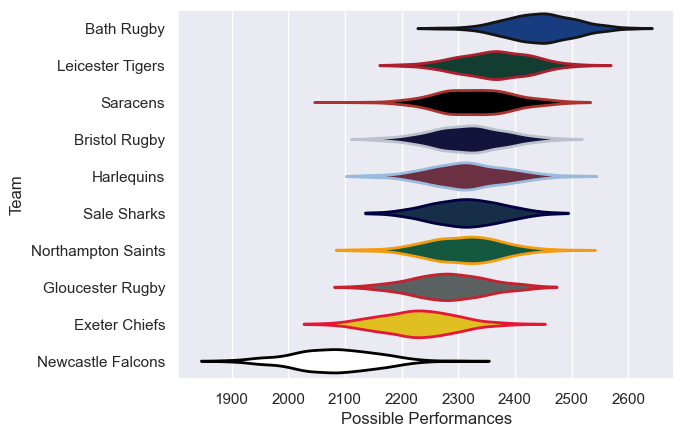 Bath Rugby
Leicester Tigers
Saracens
Bristol Rugby
Harlequins
Sale Sharks
Northampton Saints
Gloucester Rugby
Exeter Chiefs
Newcastle Falcons
Team
1900 2000 2100 2200 2300 2400 2500 2600
Possible Performances